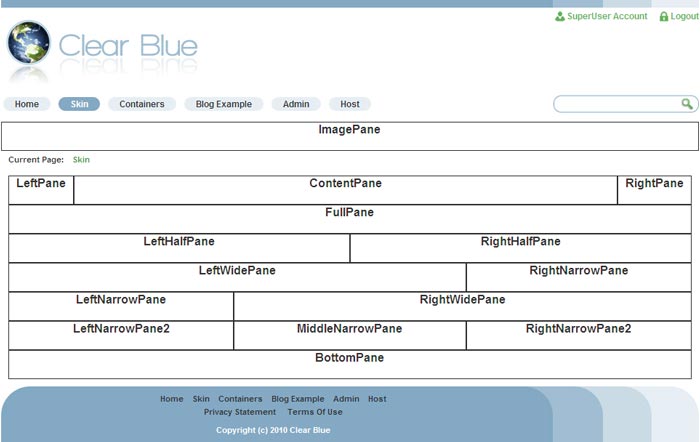 SuperUser Account Logout
Clear Blue
Home Skin Containers Blog Example Admin Host
ImagePane
Current Page: Skin
LeftPane ContentPane RightPane
FullPane
LeftHalfPane RightHalfPane
LeftWidePane RightNarrowPane
LeftNarrowPane RightWidePane
LeftNarrowPane2 MiddleNarrowPane RightNarrowPane2
BottomPane
Home Skin Containers Blog Example Admin Host
Privacy Statement Terms Of Use
Copyright (c) 2010 Clear Blue